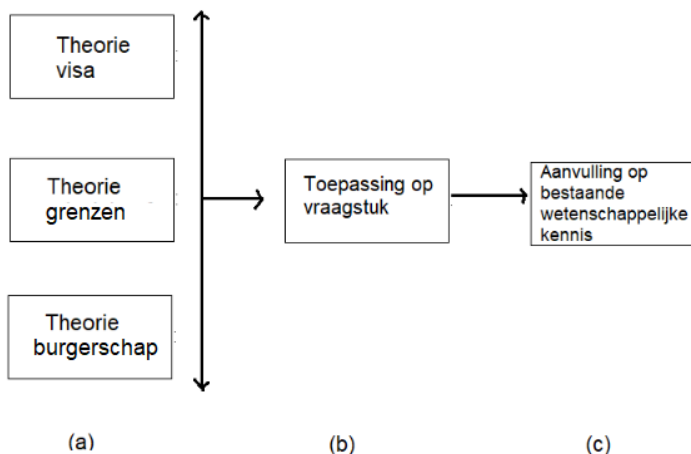 Theorie
visa
Theorie
grenzen
Theorie
burgerschap
Toepassing op
vraagstuk
Aanvulling op
bestaande
wetenschappelijke
kennis
(a)
(b)
(c)